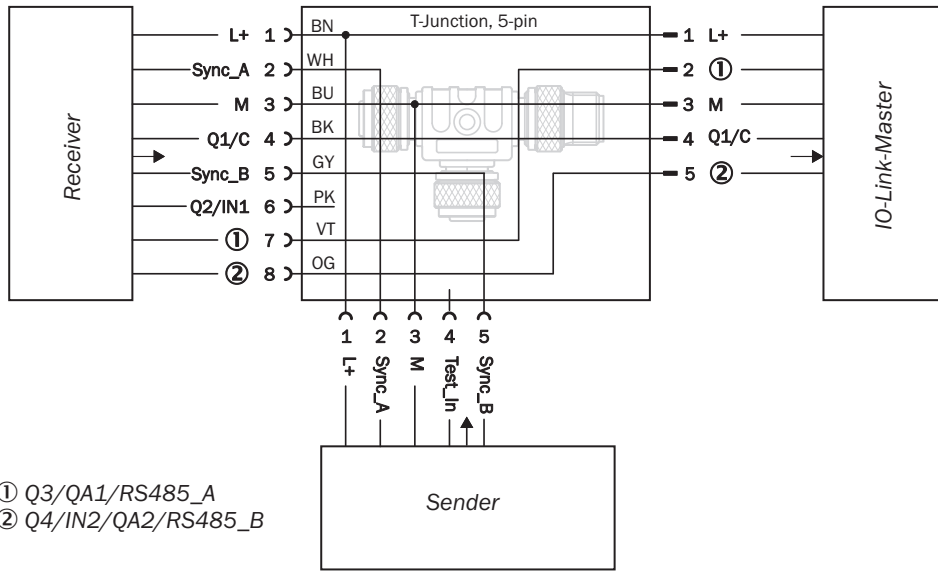 T-Junction, 5-pin
L+ 1 BN 1 L+
Sync_A 2 WH 2 ①
M 3 BU 3 M
Q1/C 4 BK 4 Q1/C
Sync_B 5 GY 5 ②
Q2/IN1 6 PK
① 7 VT
② 8 OG
Receiver
IO-Link-Master
1 2 3 4 5
L+ Sync_A M Test_In Sync_B
Sender
① Q3/QA1/RS485_A
② Q4/IN2/QA2/RS485_B